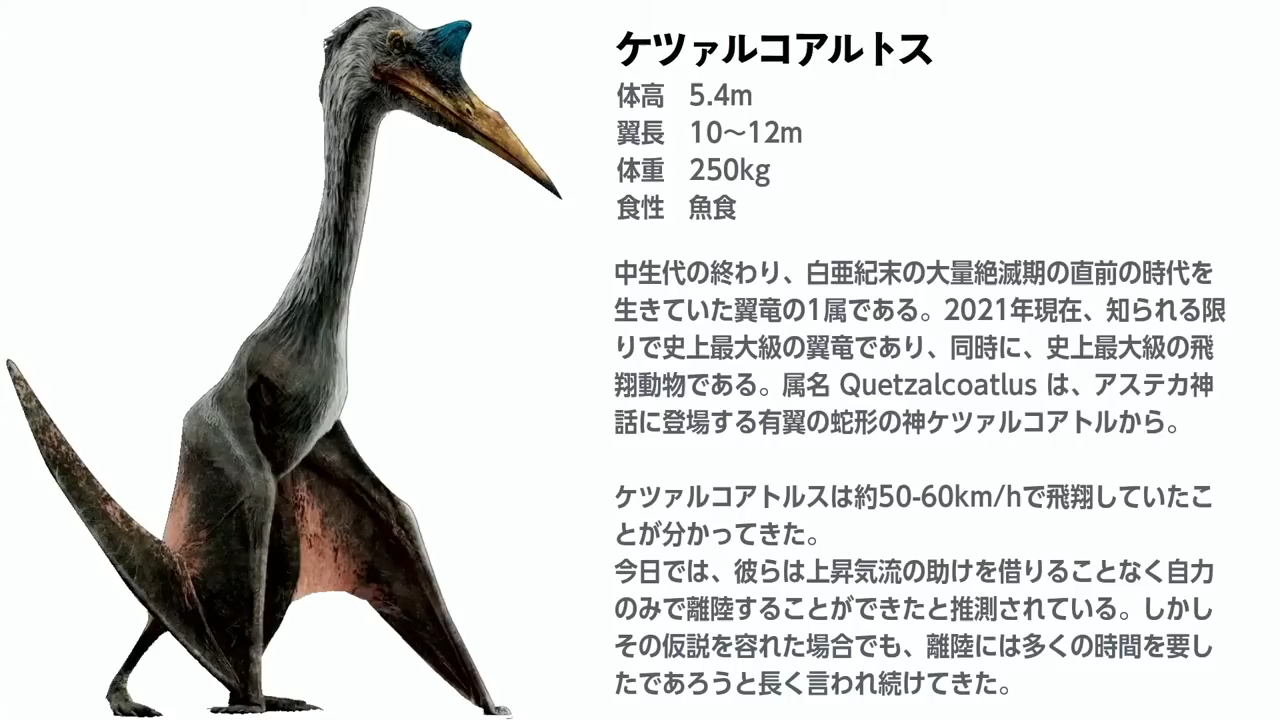 ケツァルコアルトス
体高 5.4m
翼長 10～12m
体重 250kg
食性 魚食
中生代の終わり、白亜紀末の大量絶滅期の直前の時代を
生きていた翼竜の1属である。2021年現在、知られる限
りで史上最大級の翼竜であり、同時に、史上最大級の飛
翔動物である。属名 Quetzalcoatlus は、アステカ神
話に登場する有翼の蛇形の神ケツァルコアトルから。
ケツァルコアトルスは約50-60km/hで飛翔していたこ
とが分かってきた。
今日では、彼らは上昇気流の助けを借りることなく自力
のみで離陸することができたと推測されている。しかし
その仮説を容れた場合でも、離陸には多くの時間を要し
たであろうと長く言われ続けてきた。